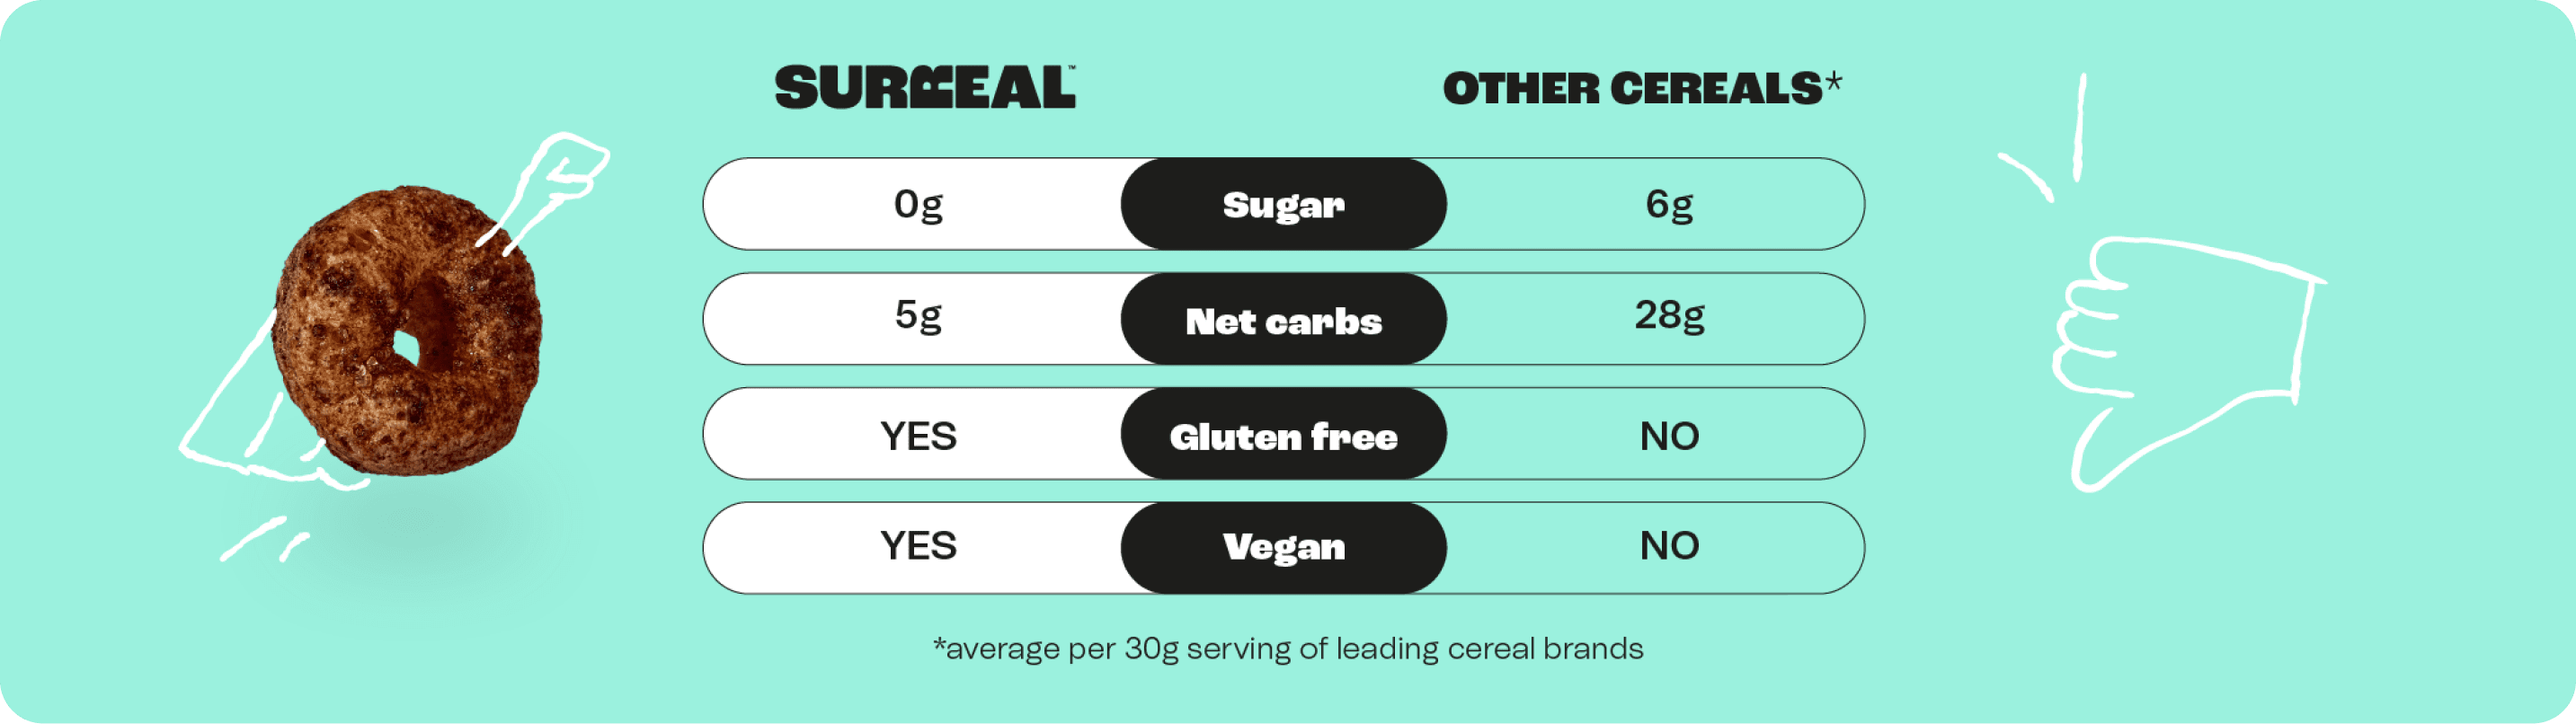 SURREAL™
OTHER CEREALS*
0g Sugar 6g
5g Net carbs 28g
YES Gluten free NO
YES Vegan NO
*average per 30g serving of leading cereal brands